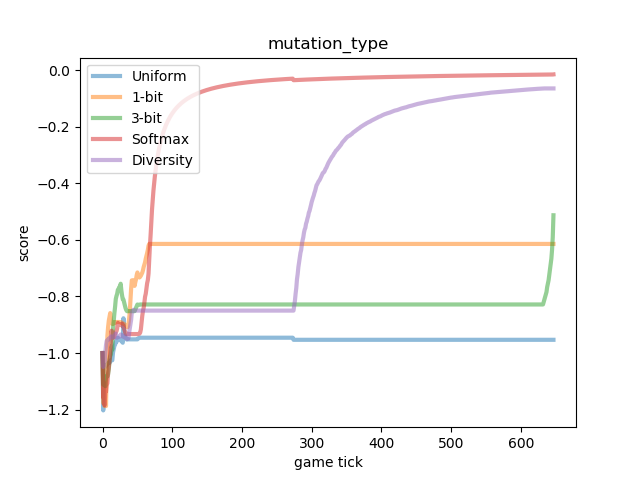 mutation_type
Uniform
1-bit
3-bit
Softmax
Diversity
0.0
−0.2
−0.4
−0.6
−0.8
−1.0
−1.2
score
0 100 200 300 400 500 600
game tick